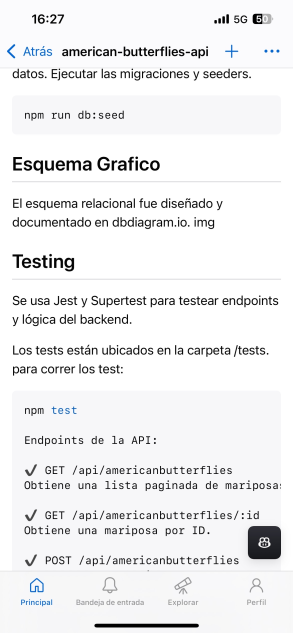 16:27
5G
50
Atrás
american-butterflies-api
datos. Ejecutar las migraciones y seeders.
npm run db:seed
Esquema Grafico
El esquema relacional fue diseñado y
documentado en dbdiagram.io. img
Testing
Se usa Jest y Supertest para testear endpoints
y lógica del backend.
Los tests están ubicados en la carpeta /tests.
para correr los test:
npm test
Endpoints de la API:
✔ GET /api/americanbutterflies
Obtiene una lista paginada de mariposas
✔ GET /api/americanbutterflies/:id
Obtiene una mariposa por ID.
✔ POST /api/americanbutterflies
Principal
Bandeja de entrada
Explorar
Perfil